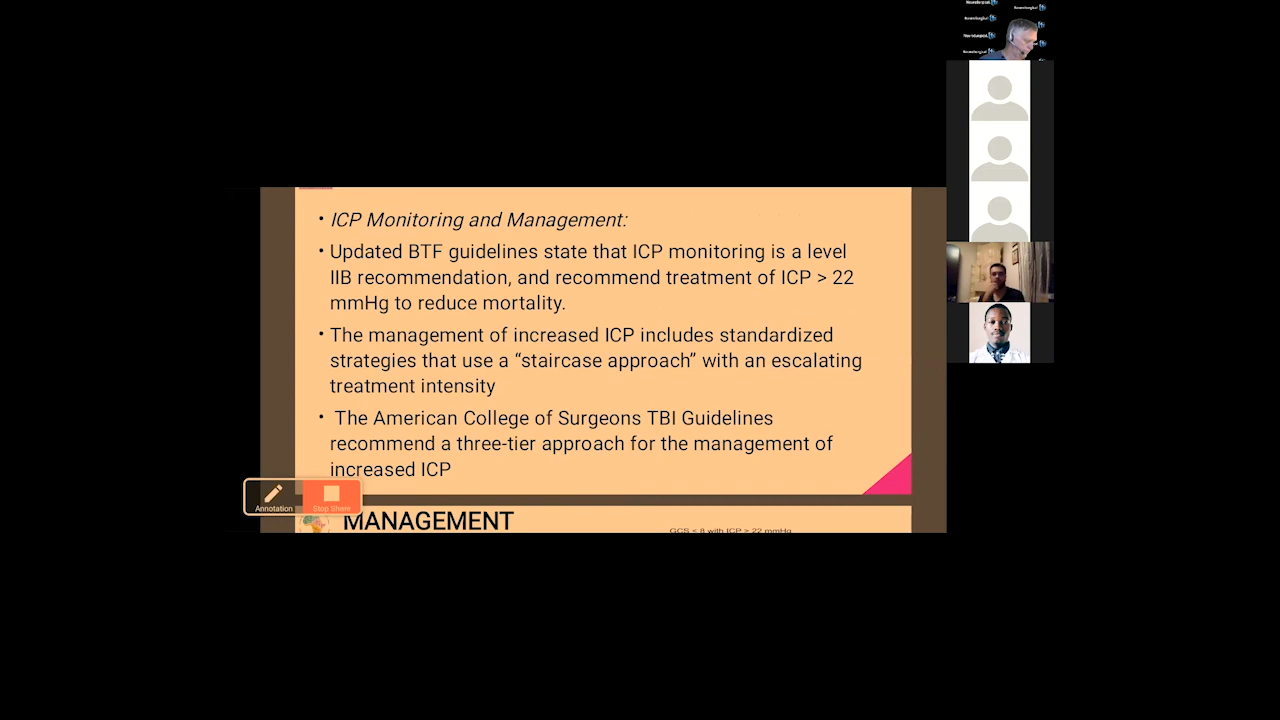 • ICP Monitoring and Management:
• Updated BTF guidelines state that ICP monitoring is a level
IIB recommendation, and recommend treatment of ICP > 22
mmHg to reduce mortality.
• The management of increased ICP includes standardized
strategies that use a “staircase approach” with an escalating
treatment intensity
• The American College of Surgeons TBI Guidelines
recommend a three-tier approach for the management of
increased ICP
Annotation
Stop Share
MANAGEMENT
GCS < 8 with ICP > 22 mmHg